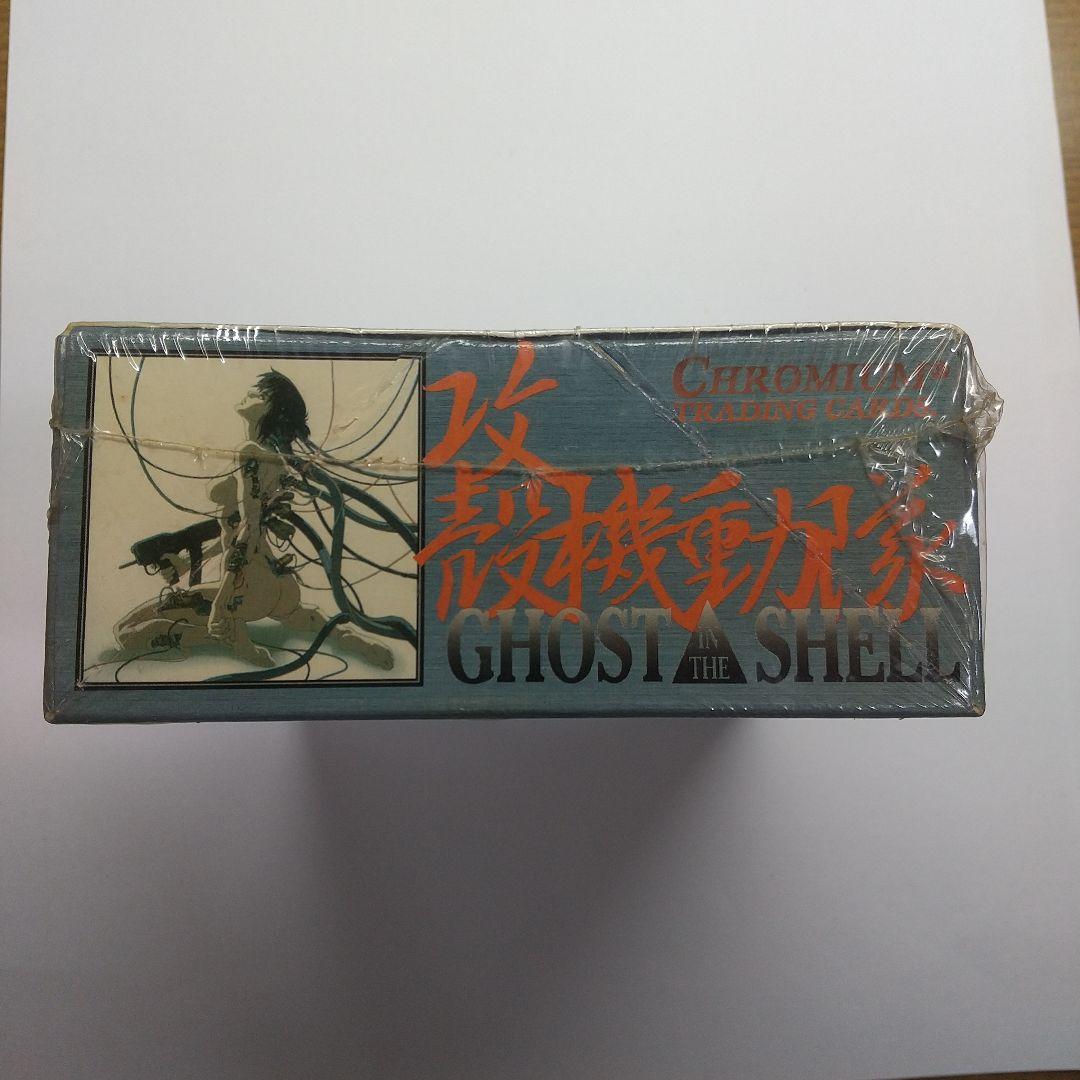 CHROMIUM®
TRADING CARDS.
攻
殻機動隊
GHOST IN THE SHELL